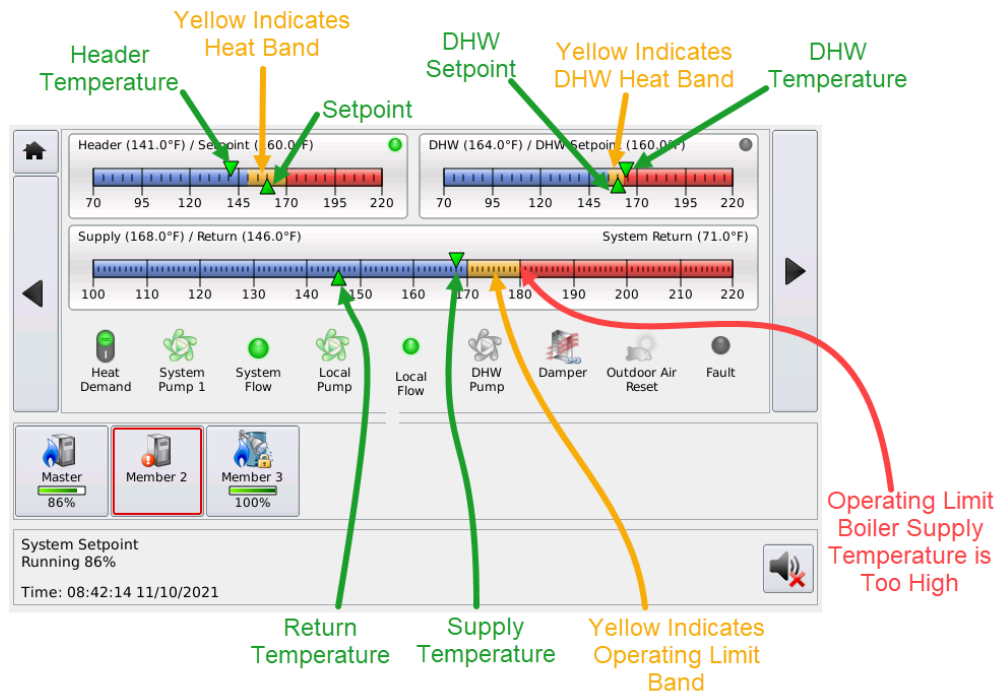 Yellow Indicates
Heat Band
Header
Temperature
Setpoint
DHW
Setpoint
Yellow Indicates
DHW Heat Band
DHW
Temperature
Header (141.0°F) / Setpoint (160.0°F)
70 95 120 145 170 195 220
DHW (164.0°F) / DHW Setpoint (160.0°F)
70 95 120 145 170 195 220
Supply (168.0°F) / Return (146.0°F)
System Return (71.0°F)
100 110 120 130 140 150 160 170 180 190 200 210 220
Heat
Demand
System
Pump 1
System
Flow
Local
Pump
Local
Flow
DHW
Pump
Damper
Outdoor Air
Reset
Fault
Master
86%
Member 2
Member 3
100%
System Setpoint
Running 86%
Time: 08:42:14 11/10/2021
Operating Limit
Boiler Supply
Temperature is
Too High
Return
Temperature
Supply
Temperature
Yellow Indicates
Operating Limit
Band